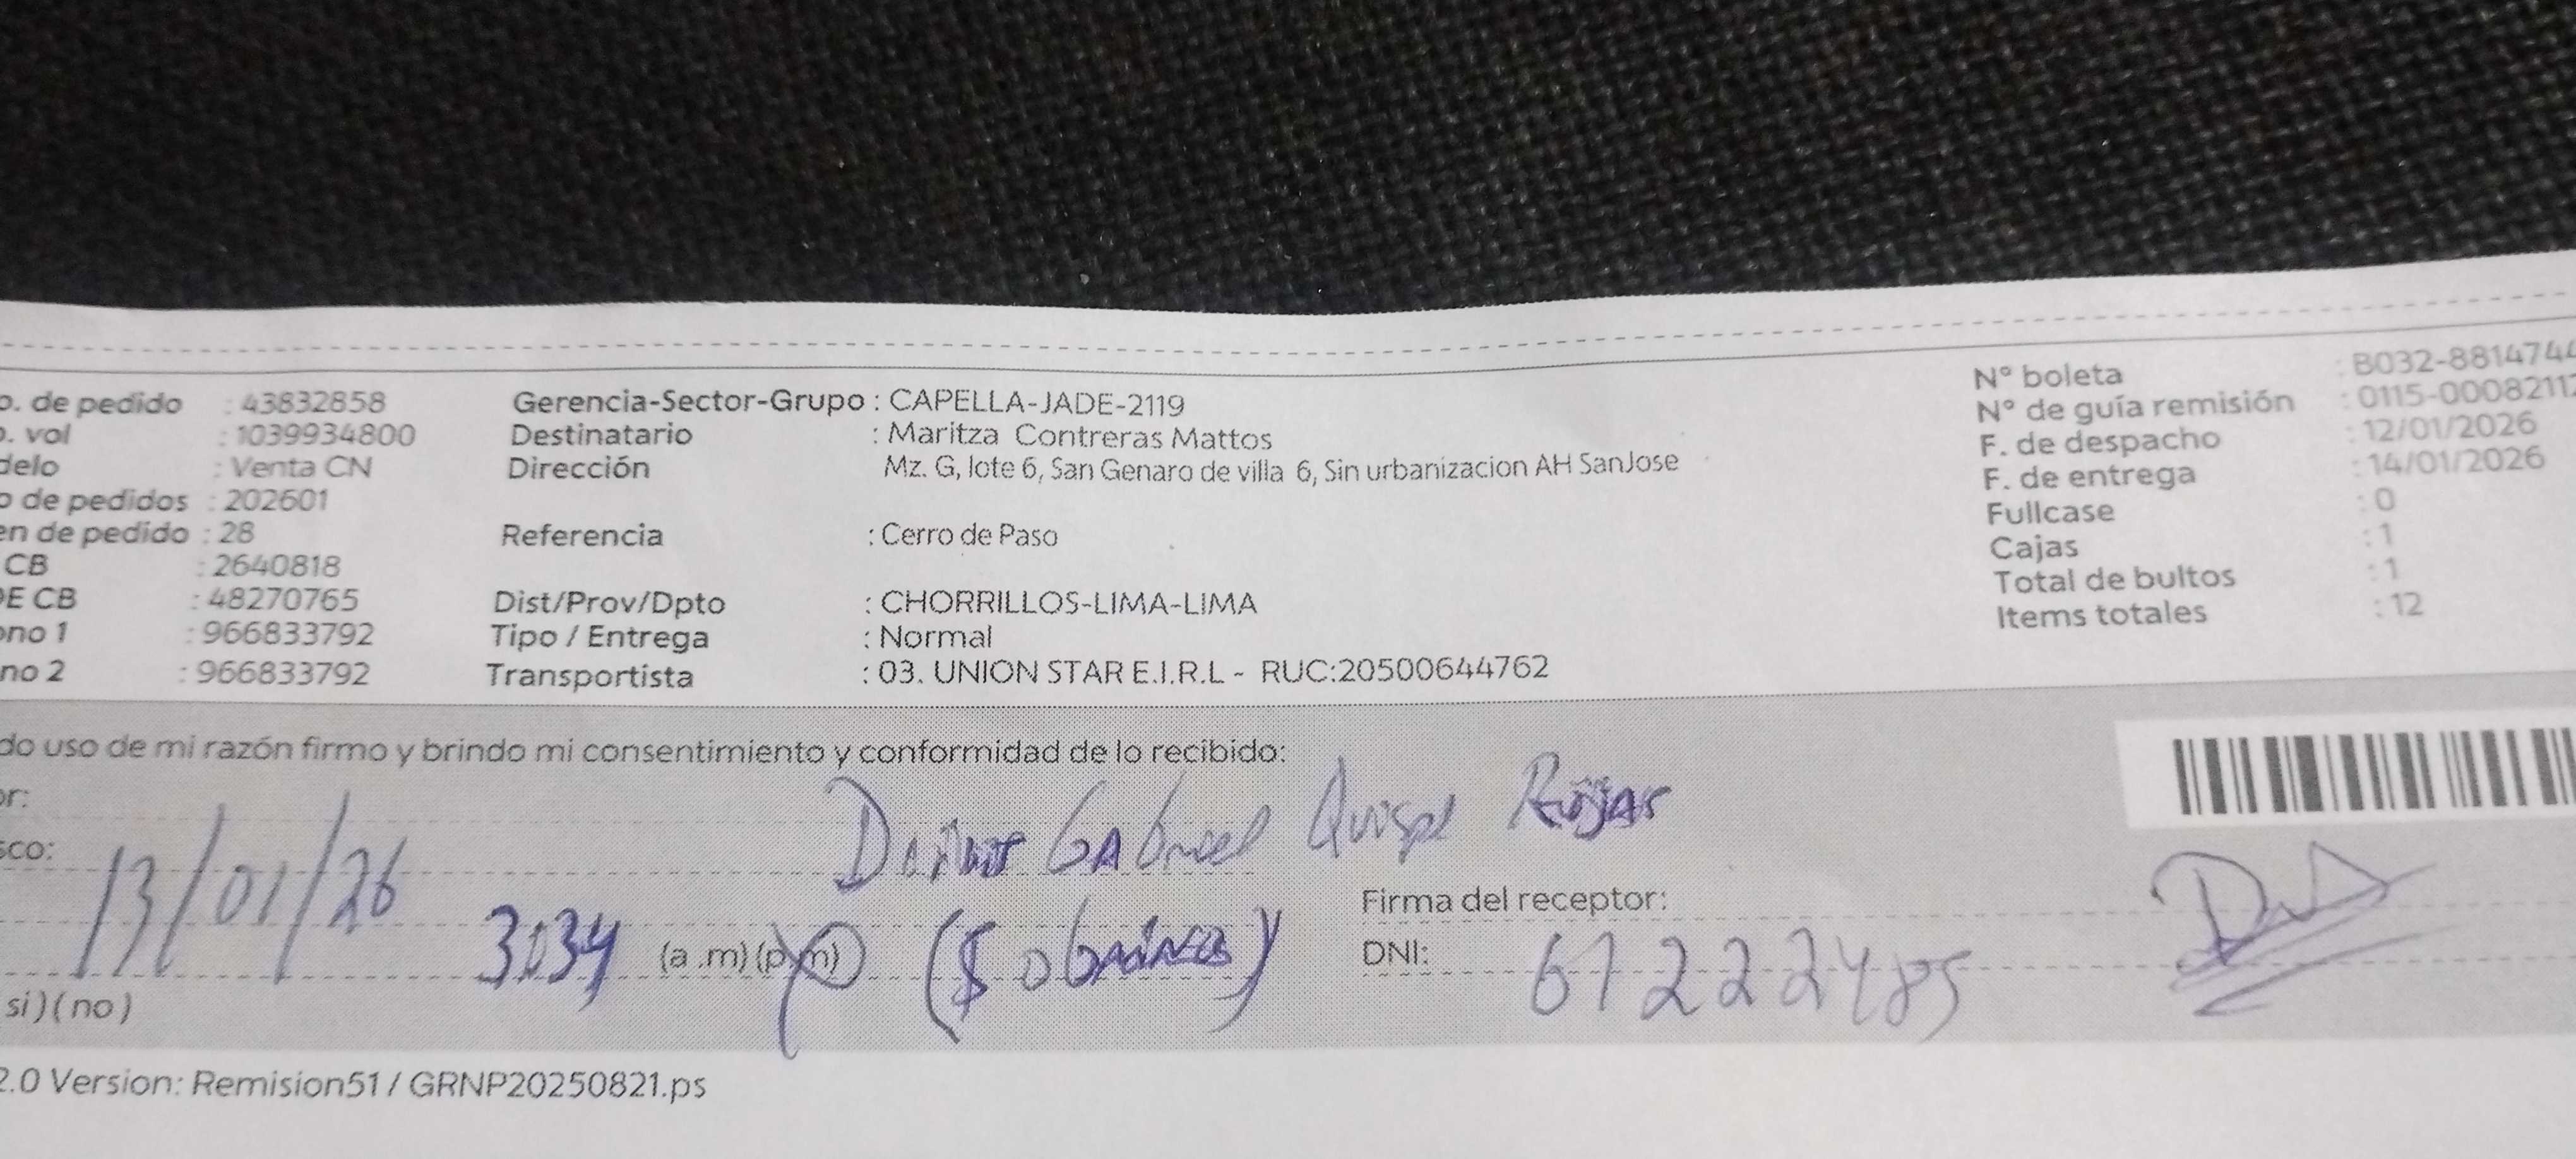 o. de pedido : 43832858
o. vol : 1039934800
delo : Venta CN
o de pedidos : 202601
en de pedido : 28
CB : 2640818
DE CB : 48270765
ono 1 : 966833792
no 2 : 966833792
Gerencia-Sector-Grupo : CAPELLA-JADE-2119
Destinatario : Maritza Contreras Mattos
Dirección Mz. G, lote 6, San Genaro de villa 6, Sin urbanizacion AH SanJose
Referencia : Cerro de Paso
Dist/Prov/Dpto : CHORRILLOS-LIMA-LIMA
Tipo / Entrega : Normal
Transportista : 03. UNION STAR E.I.R.L - RUC:20500644762
N° boleta : B032-8814744
N° de guía remisión : 0115-00082112
F. de despacho : 12/01/2026
F. de entrega : 14/01/2026
Fullcase : 0
Cajas : 1
Total de bultos : 1
Items totales : 12
do uso de mi razón firmo y brindo mi consentimiento y conformidad de lo recibido:
or:
Gabriel Quispe Rojas
sco:
13/01/26
3:34 (a .m) (p.m)
Firma del receptor:
DNI:
si) ( no )
2.0 Version: Remision51 / GRNP20250821.ps